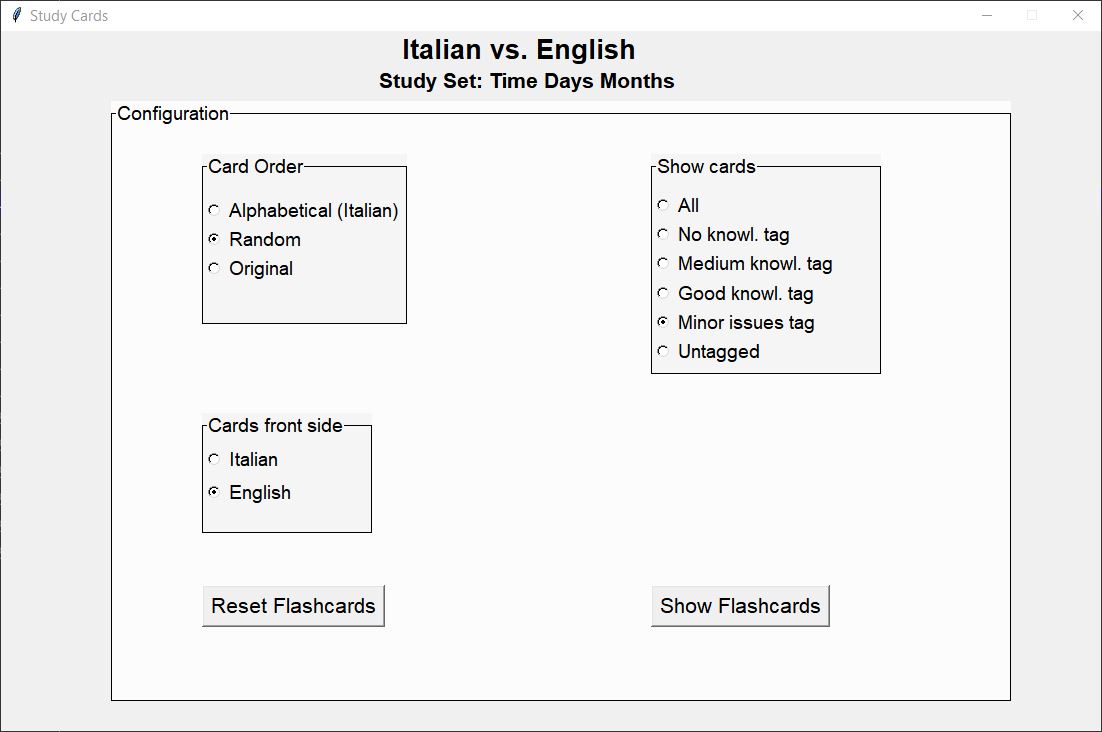 Study Cards
Italian vs. English
Study Set: Time Days Months
Configuration
Card Order
Alphabetical (Italian)
Random
Original
Show cards
All
No knowl. tag
Medium knowl. tag
Good knowl. tag
Minor issues tag
Untagged
Cards front side
Italian
English
Reset Flashcards
Show Flashcards